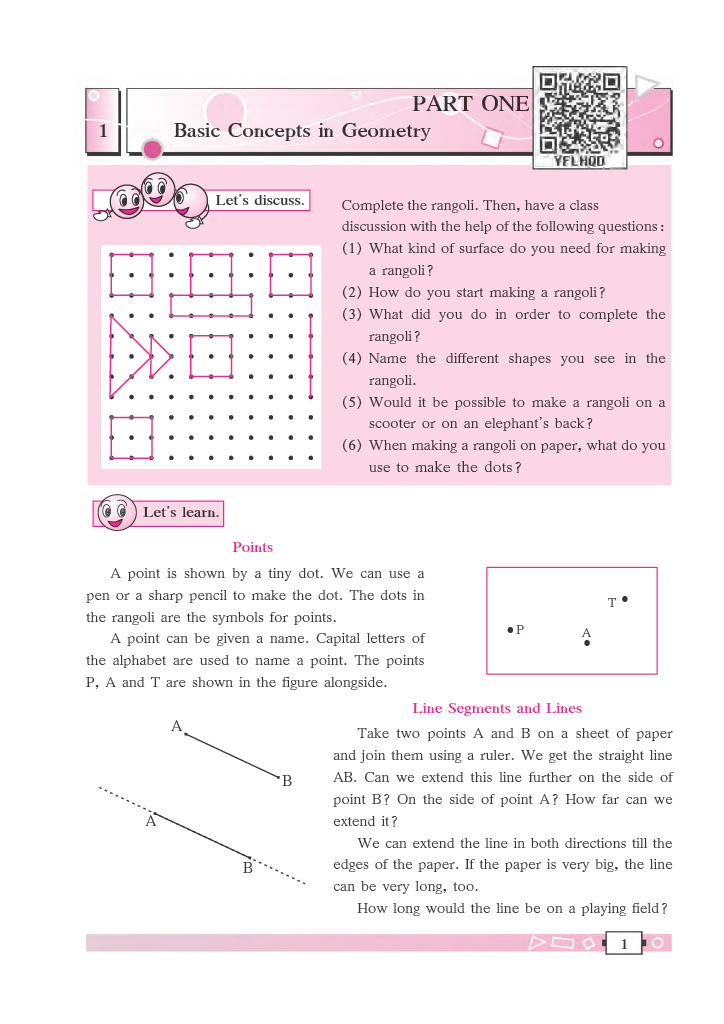 PART ONE
1
Basic Concepts in Geometry
YFLHQD
Let's discuss.
Complete the rangoli. Then, have a class
discussion with the help of the following questions :
(1) What kind of surface do you need for making
a rangoli?
(2) How do you start making a rangoli?
(3) What did you do in order to complete the
rangoli?
(4) Name the different shapes you see in the
rangoli.
(5) Would it be possible to make a rangoli on a
scooter or on an elephant's back?
(6) When making a rangoli on paper, what do you
use to make the dots?
Let's learn.
Points
A point is shown by a tiny dot. We can use a
pen or a sharp pencil to make the dot. The dots in
the rangoli are the symbols for points.
A point can be given a name. Capital letters of
the alphabet are used to name a point. The points
P, A and T are shown in the figure alongside.
T
P
A
Line Segments and Lines
A
B
A
B
Take two points A and B on a sheet of paper
and join them using a ruler. We get the straight line
AB. Can we extend this line further on the side of
point B? On the side of point A? How far can we
extend it?
We can extend the line in both directions till the
edges of the paper. If the paper is very big, the line
can be very long, too.
How long would the line be on a playing field?
1